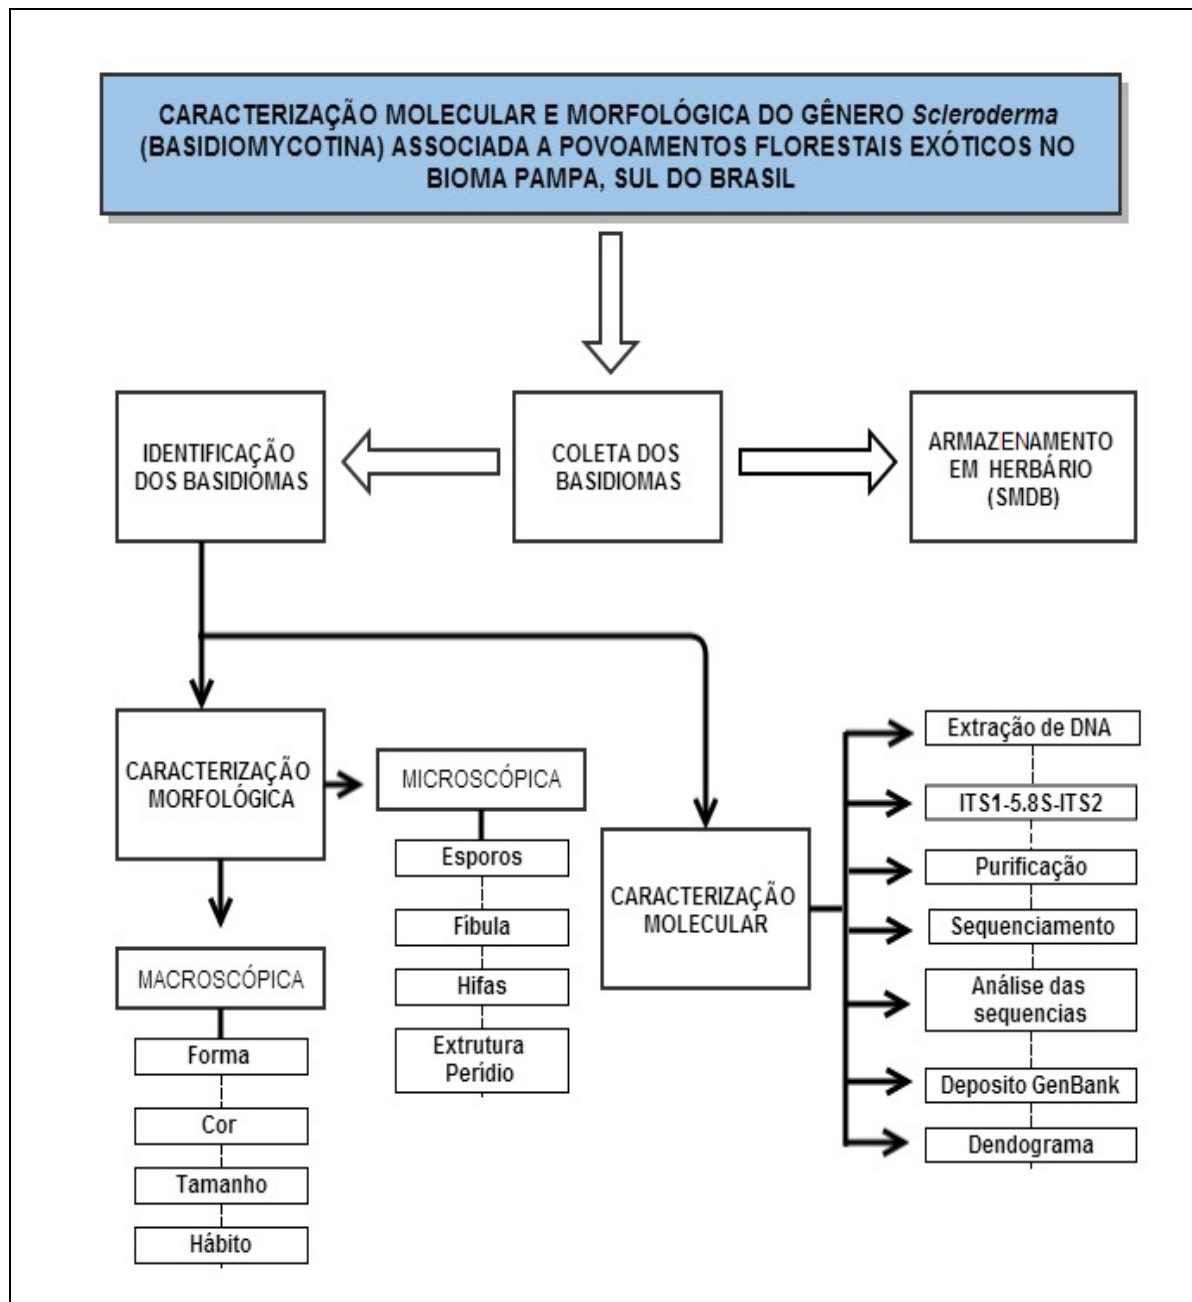 CARACTERIZAÇÃO MOLECULAR E MORFOLÓGICA DO GÊNERO Scleroderma
(BASIDIOMYCOTINA) ASSOCIADA A POVOAMENTOS FLORESTAIS EXÓTICOS NO
BIOMA PAMPA, SUL DO BRASIL
IDENTIFICAÇÃO
DOS BASIDIOMAS
COLETA DOS
BASIDIOMAS
ARMAZENAMENTO
EM HERBÁRIO
(SMDB)
CARACTERIZAÇÃO
MORFOLÓGICA
MICROSCÓPICA
Esporos
Fíbula
Hifas
Extrutura
Perídio
MACROSCÓPICA
Forma
Cor
Tamanho
Hábito
CARACTERIZAÇÃO
MOLECULAR
Extração de DNA
ITS1-5.8S-ITS2
Purificação
Sequenciamento
Análise das
sequencias
Deposito GenBank
Dendograma